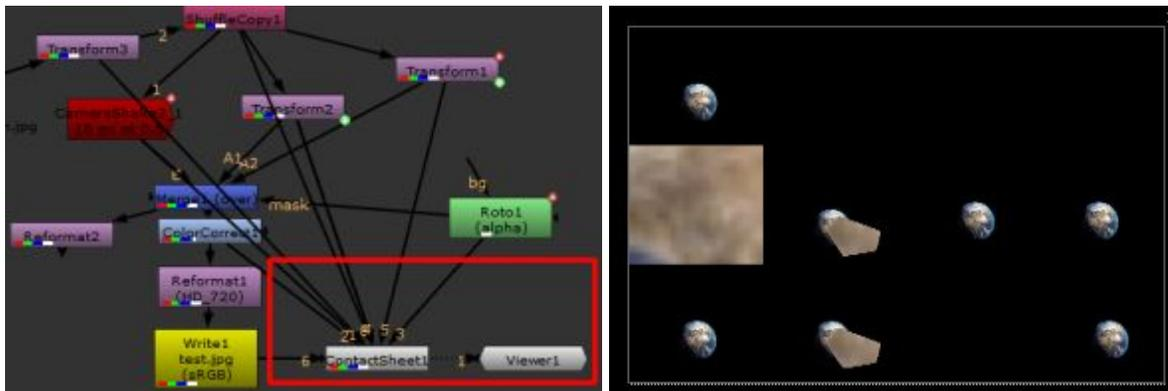 ShuffleCopy1
2
Transform3
Transform1
1
Transform2
A1
A2
bg
mask
Merge1 (over)
Roto1
(alpha)
Reformat2
ColorCorrect1
Reformat1
(HD_720)
Write1
test.jpg
(sRGB)
5
3
6
ContactSheet1
1
Viewer1